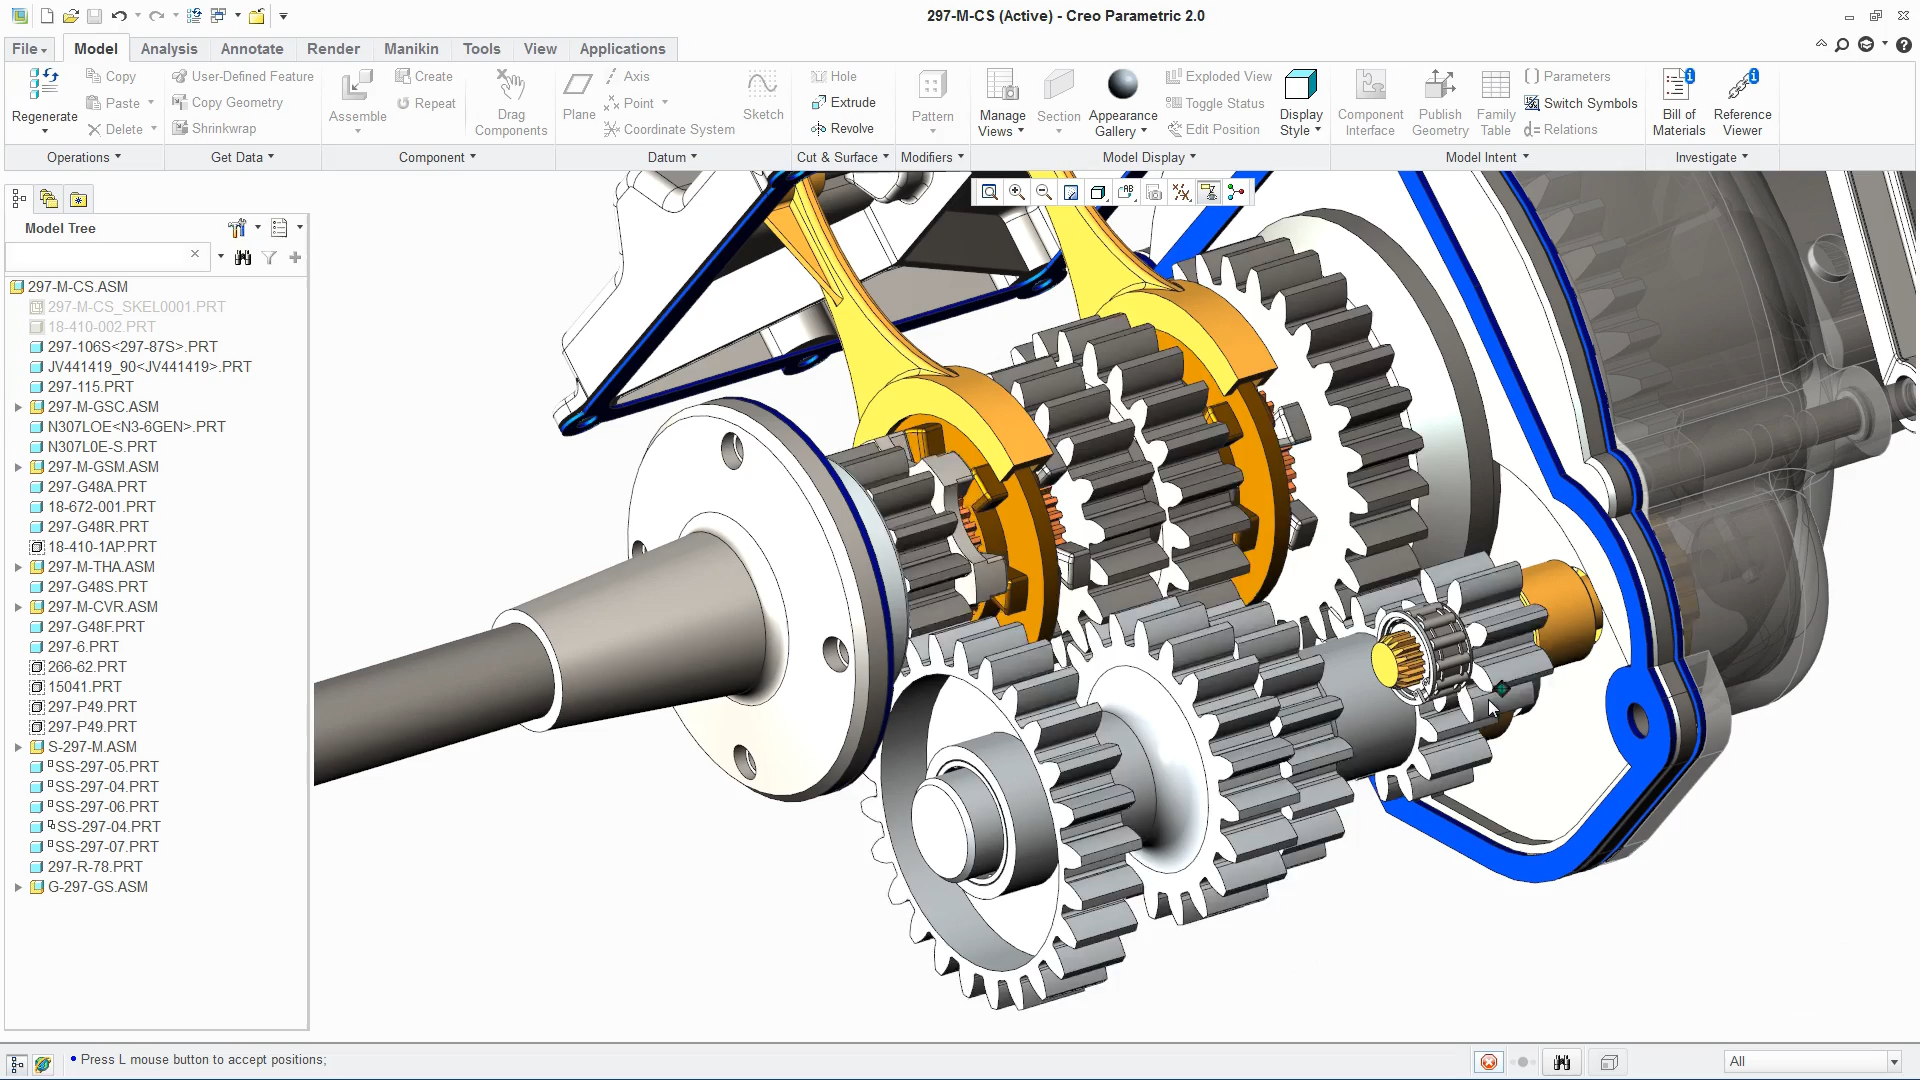 297-M-CS (Active) - Creo Parametric 2.0
File Model Analysis Annotate Render Manikin Tools View Applications
Regenerate
Copy
Paste
Delete
User-Defined Feature
Copy Geometry
Shrinkwrap
Assemble
Create
Repeat
Drag
Components
Plane
Axis
Point
Coordinate System
Sketch
Hole
Extrude
Revolve
Pattern
Manage
Views
Section
Appearance
Gallery
Exploded View
Toggle Status
Edit Position
Display
Style
Component
Interface
Publish
Geometry
Family
Table
Parameters
Switch Symbols
d= Relations
Bill of
Materials
Reference
Viewer
Operations Get Data Component Datum Cut & Surface Modifiers Model Display Model Intent Investigate
Model Tree
297-M-CS.ASM
297-M-CS_SKEL0001.PRT
18-410-002.PRT
297-106S<297-87S>.PRT
JV441419_90<JV441419>.PRT
297-115.PRT
297-M-GSC.ASM
N307LOE<N3-6GEN>.PRT
N307L0E-S.PRT
297-M-GSM.ASM
297-G48A.PRT
18-672-001.PRT
297-G48R.PRT
18-410-1AP.PRT
297-M-THA.ASM
297-G48S.PRT
297-M-CVR.ASM
297-G48F.PRT
297-6.PRT
266-62.PRT
15041.PRT
297-P49.PRT
297-P49.PRT
S-297-M.ASM
SS-297-05.PRT
SS-297-04.PRT
SS-297-06.PRT
SS-297-04.PRT
SS-297-07.PRT
297-R-78.PRT
G-297-GS.ASM
Press L mouse button to accept positions;
All